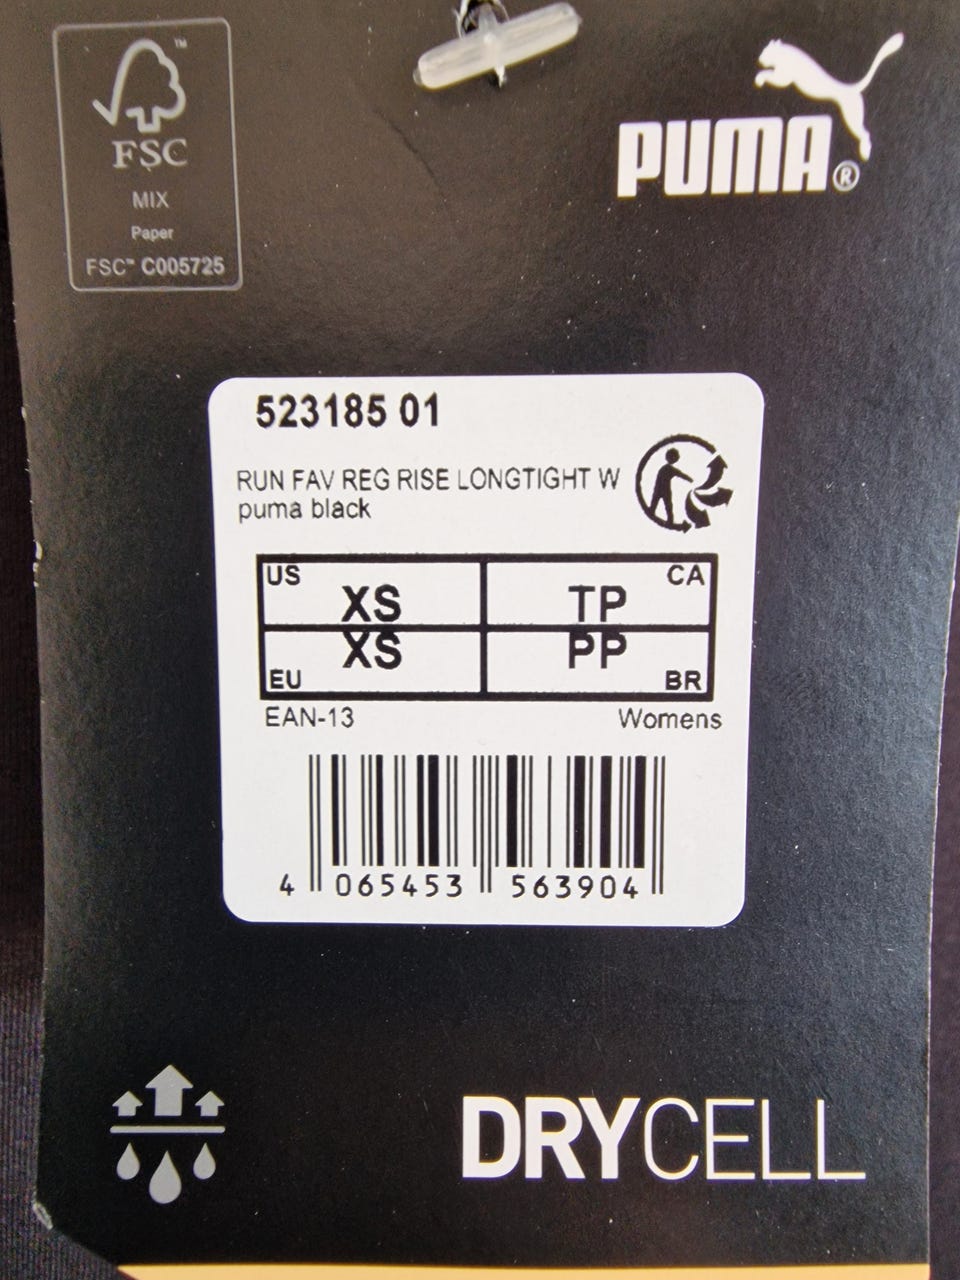 FSC™
MIX
Paper
FSC™ C005725
PUMA®
523185 01
RUN FAV REG RISE LONGTIGHT W
puma black
US XS TP CA
EU XS PP BR
EAN-13 Womens
4 065453 563904
DRYCELL